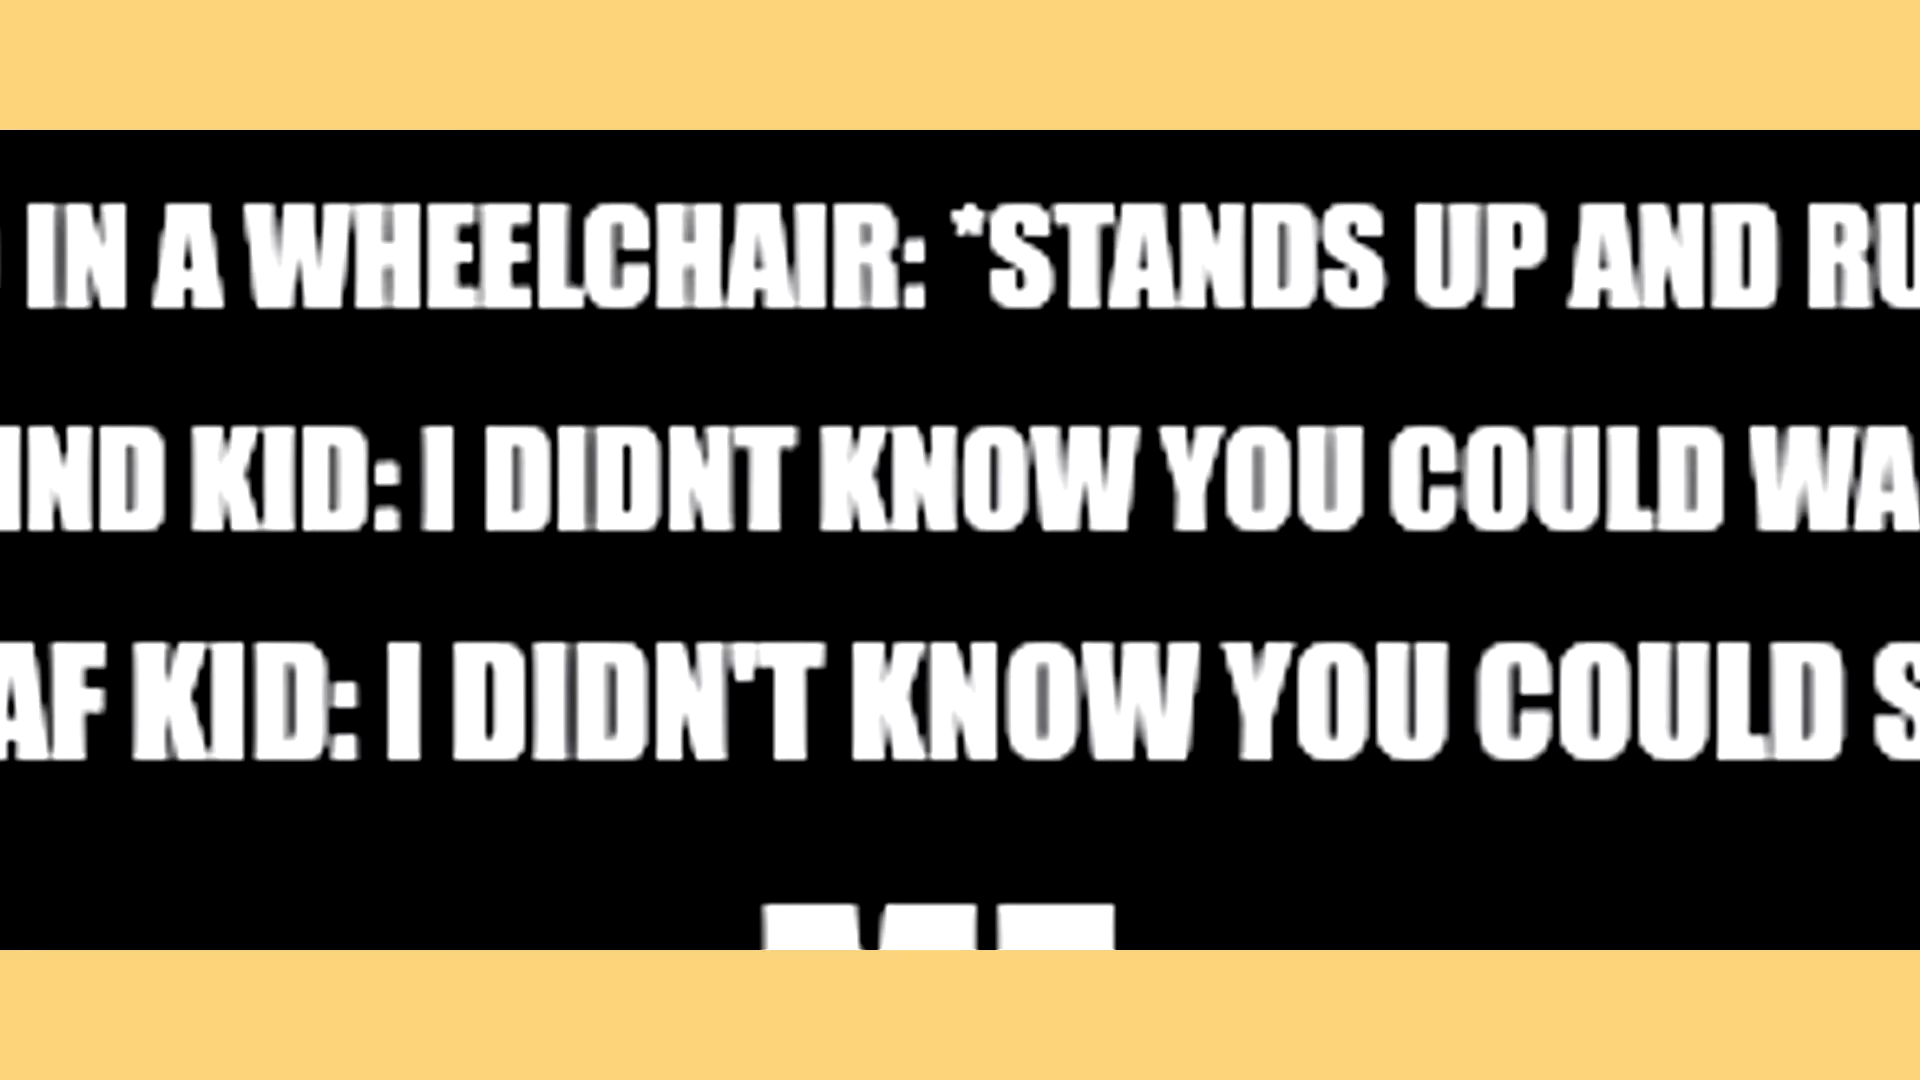 IN A WHEELCHAIR: *STANDS UP AND RU
IND KID: I DIDNT KNOW YOU COULD WA
AF KID: I DIDN'T KNOW YOU COULD S